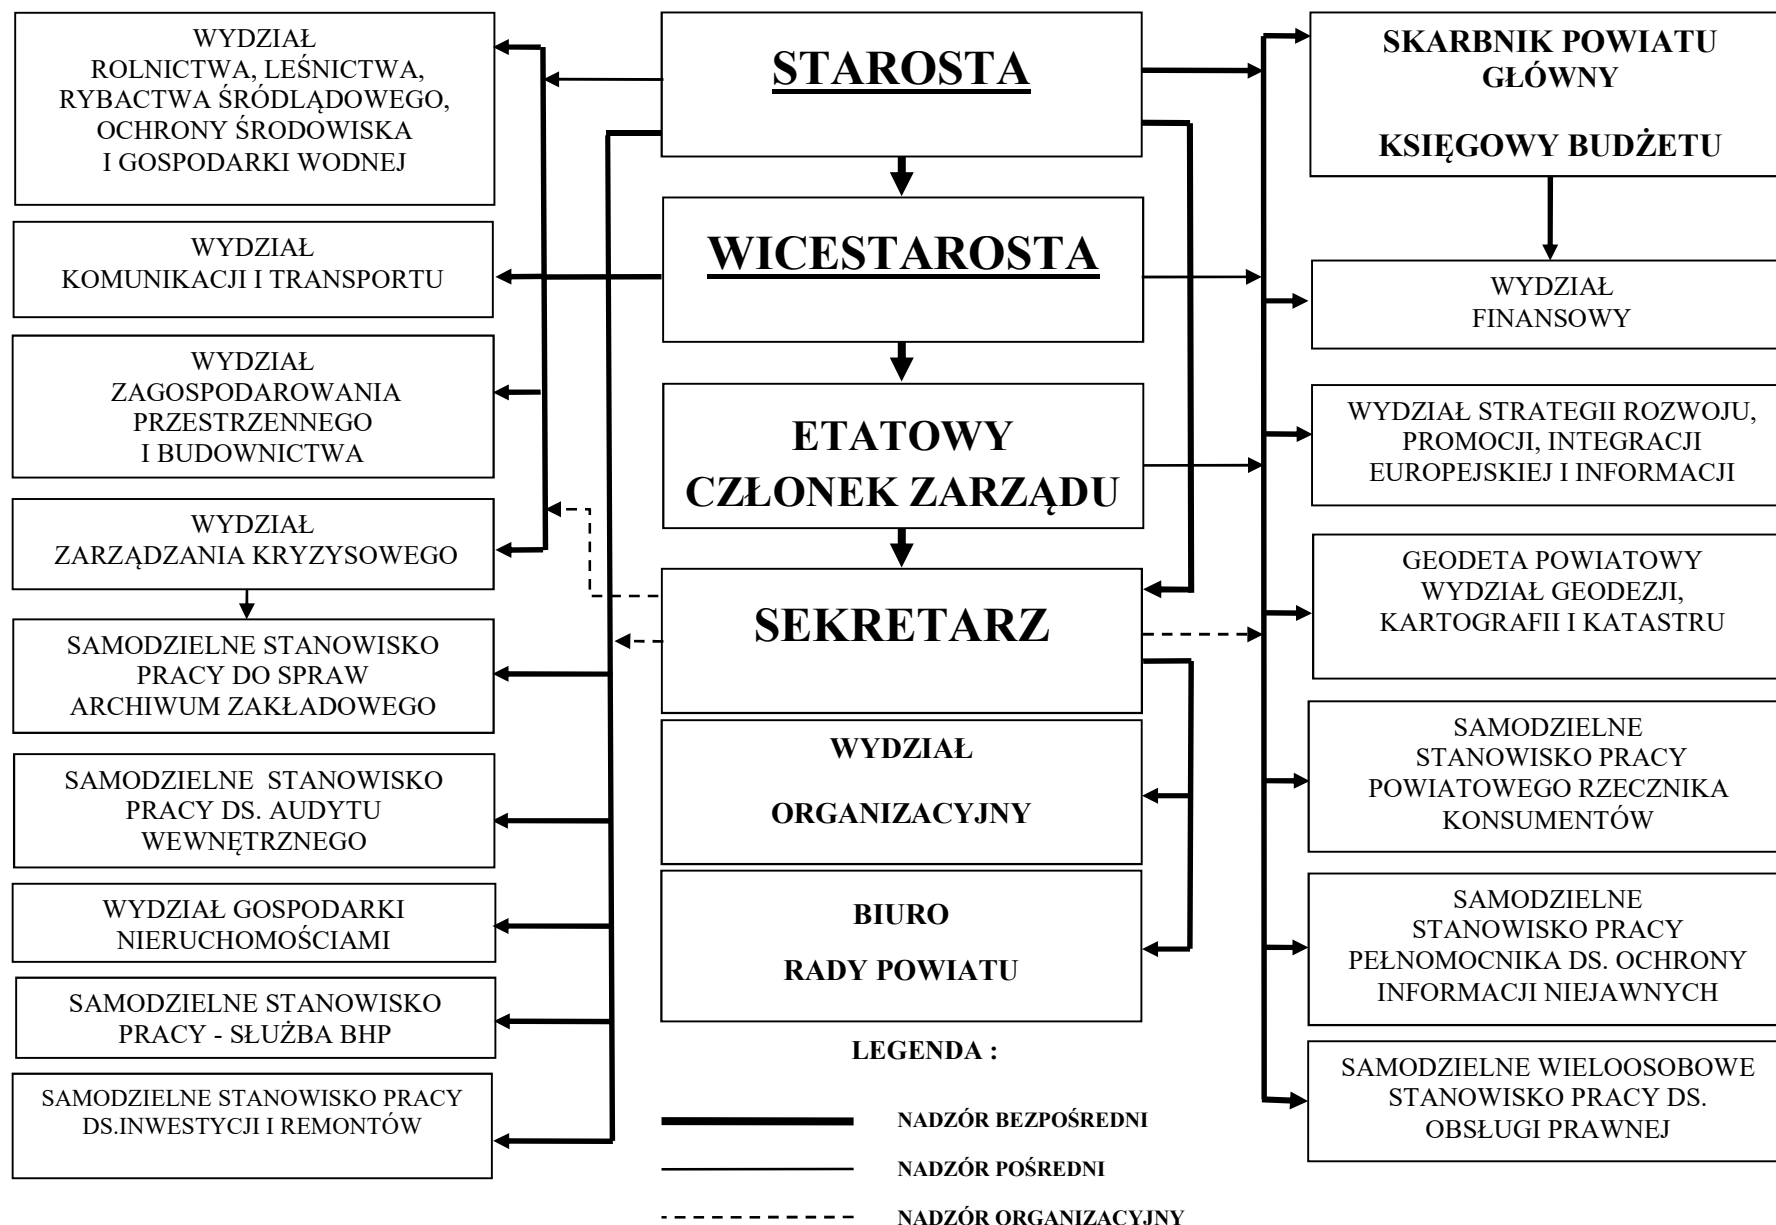 WYDZIAŁ
ROLNICTWA, LEŚNICTWA,
RYBACTWA ŚRÓDLĄDOWEGO,
OCHRONY ŚRODOWISKA
I GOSPODARKI WODNEJ
WYDZIAŁ
KOMUNIKACJI I TRANSPORTU
WYDZIAŁ
ZAGOSPODAROWANIA
PRZESTRZENNEGO
I BUDOWNICTWA
WYDZIAŁ
ZARZĄDZANIA KRYZYSOWEGO
SAMODZIELNE STANOWISKO
PRACY DO SPRAW
ARCHIWUM ZAKŁADOWEGO
SAMODZIELNE STANOWISKO
PRACY DS. AUDYTU
WEWNĘTRZNEGO
WYDZIAŁ GOSPODARKI
NIERUCHOMOŚCIAMI
SAMODZIELNE STANOWISKO
PRACY - SŁUŻBA BHP
SAMODZIELNE STANOWISKO PRACY
DS.INWESTYCJI I REMONTÓW
STAROSTA
WICESTAROSTA
ETATOWY
CZŁONEK ZARZĄDU
SEKRETARZ
WYDZIAŁ
ORGANIZACYJNY
BIURO
RADY POWIATU
LEGENDA :
NADZÓR BEZPOŚREDNI
NADZÓR POŚREDNI
NADZÓR ORGANIZACYJNY
SKARBNIK POWIATU
GŁÓWNY
KSIĘGOWY BUDŻETU
WYDZIAŁ
FINANSOWY
WYDZIAŁ STRATEGII ROZWOJU,
PROMOCJI, INTEGRACJI
EUROPEJSKIEJ I INFORMACJI
GEODETA POWIATOWY
WYDZIAŁ GEODEZJI,
KARTOGRAFII I KATASTRU
SAMODZIELNE
STANOWISKO PRACY
POWIATOWEGO RZECZNIKA
KONSUMENTÓW
SAMODZIELNE
STANOWISKO PRACY
PEŁNOMOCNIKA DS. OCHRONY
INFORMACJI NIEJAWNYCH
SAMODZIELNE WIELOOSOBOWE
STANOWISKO PRACY DS.
OBSŁUGI PRAWNEJ